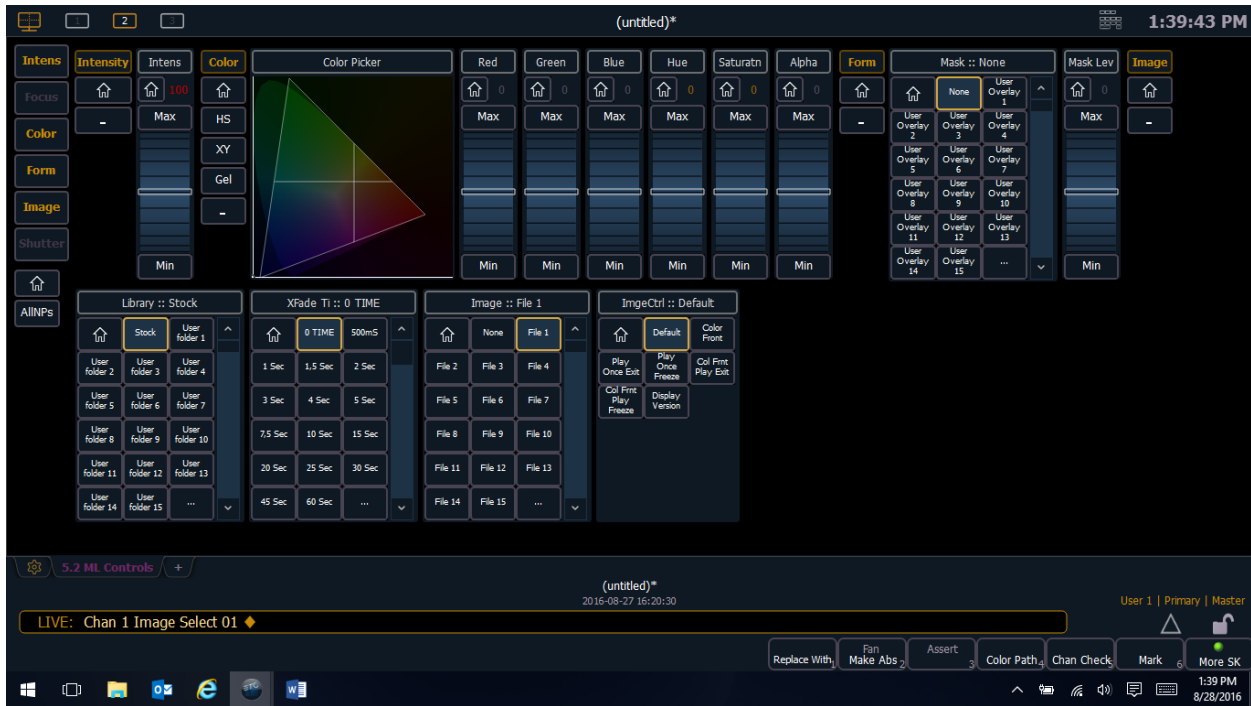 1 2 3 (untitled)* 1:39:43 PM
Intens
Focus
Color
Form
Image
Shutter
AllNPs
Intensity
-
Intens
100
Max
Min
Color
HS
XY
Gel
-
Color Picker
Red
0
Max
Min
Green
0
Max
Min
Blue
0
Max
Min
Hue
0
Max
Min
Saturatn
0
Max
Min
Alpha
0
Max
Min
Form
-
Mask :: None
None
User
Overlay
1
User
Overlay
2
User
Overlay
3
User
Overlay
4
User
Overlay
5
User
Overlay
6
User
Overlay
7
User
Overlay
8
User
Overlay
9
User
Overlay
10
User
Overlay
11
User
Overlay
12
User
Overlay
13
User
Overlay
14
User
Overlay
15
...
Mask Lev
0
Max
Min
Image
-
Library :: Stock
Stock
User
folder 1
User
folder 2
User
folder 3
User
folder 4
User
folder 5
User
folder 6
User
folder 7
User
folder 8
User
folder 9
User
folder 10
User
folder 11
User
folder 12
User
folder 13
User
folder 14
User
folder 15
...
XFade Ti :: 0 TIME
0 TIME 500mS
1 Sec 1,5 Sec 2 Sec
3 Sec 4 Sec 5 Sec
7,5 Sec 10 Sec 15 Sec
20 Sec 25 Sec 30 Sec
45 Sec 60 Sec ...
Image :: File 1
None File 1
File 2 File 3 File 4
File 5 File 6 File 7
File 8 File 9 File 10
File 11 File 12 File 13
File 14 File 15 ...
ImgeCtrl :: Default
Default
Color
Front
Play
Once Exit
Play
Once
Freeze
Col Frnt
Play Exit
Col Frnt
Play
Freeze
Display
Version
5.2 ML Controls +
(untitled)*
2016-08-27 16:20:30
User 1 | Primary | Master
LIVE: Chan 1 Image Select 01
Replace With 1
Fan
Make Abs 2
Assert
3
Color Path 4
Chan Check 5
Mark 6
More SK
1:39 PM
8/28/2016